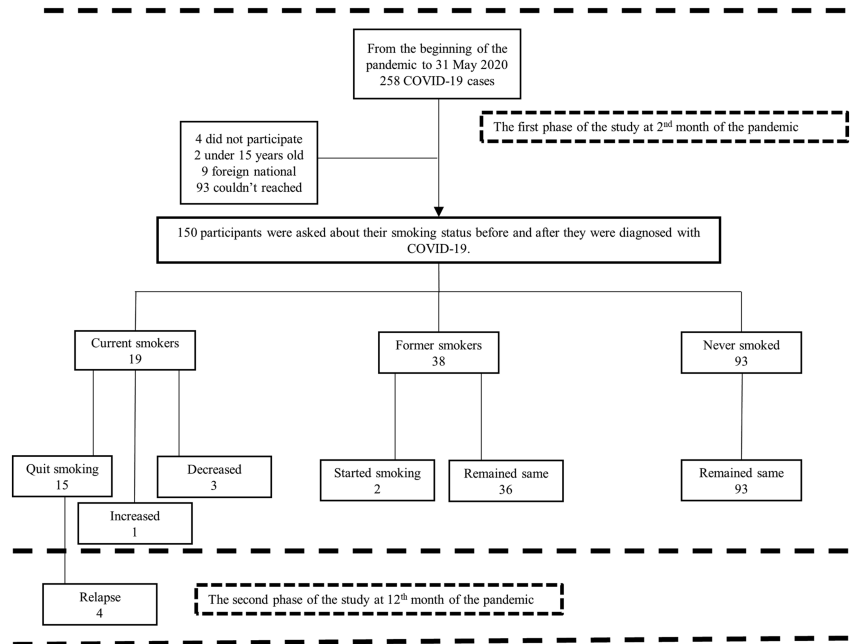 From the beginning of the
pandemic to 31 May 2020
258 COVID-19 cases
The first phase of the study at 2nd month of the pandemic
4 did not participate
2 under 15 years old
9 foreign national
93 couldn't reached
150 participants were asked about their smoking status before and after they were diagnosed with
COVID-19.
Current smokers
19
Former smokers
38
Never smoked
93
Quit smoking
15
Increased
1
Decreased
3
Started smoking
2
Remained same
36
Remained same
93
Relapse
4
The second phase of the study at 12th month of the pandemic